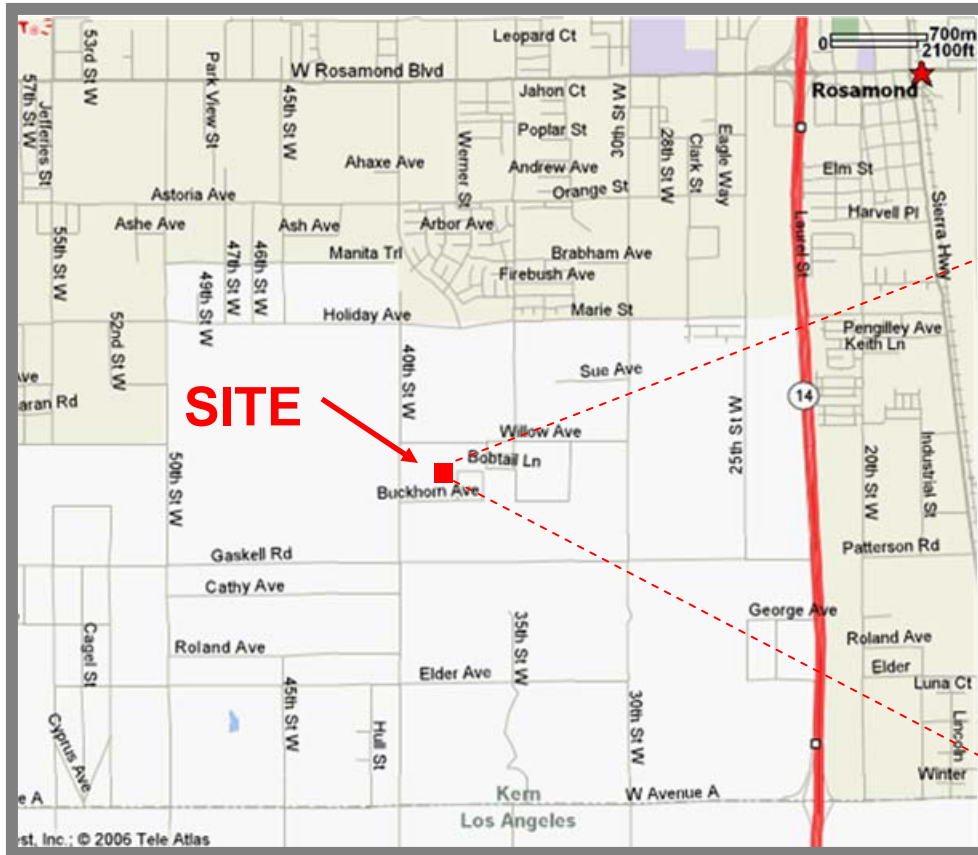 53rd St W
Leopard Ct
0
700m
2100ft
Park View St
45th St W
W Rosamond Blvd
57th St W
Jefferies St
Jahon Ct
30th St W
Rosamond
Poplar St
Werner St
28th St W
Clark St
Eagle Way
Ahaxe Ave
Andrew Ave
Elm St
Astoria Ave
Orange St
Ashe Ave
Ash Ave
Arbor Ave
Laurel St
Harvell Pl
Sierra Hwy
55th St W
47th St W
46th St W
Manita Trl
Brabham Ave
49th St W
Firebush Ave
52nd St W
Holiday Ave
Marie St
Pengilley Ave
Keith Ln
40th St W
Sue Ave
Ave
SITE
14
aran Rd
25th St W
Willow Ave
50th St W
Bobtail Ln
20th St W
Industrial St
Buckhorn Ave
Gaskell Rd
Patterson Rd
Cathy Ave
George Ave
Cagel St
35th St W
Roland Ave
Roland Ave
Elder Ave
Elder
Luna Ct
45th St W
30th St W
Cyprus Ave
Hull St
Lincoln
Winter
e A
Kern
W Avenue A
Los Angeles
st, Inc.; © 2006 Tele Atlas